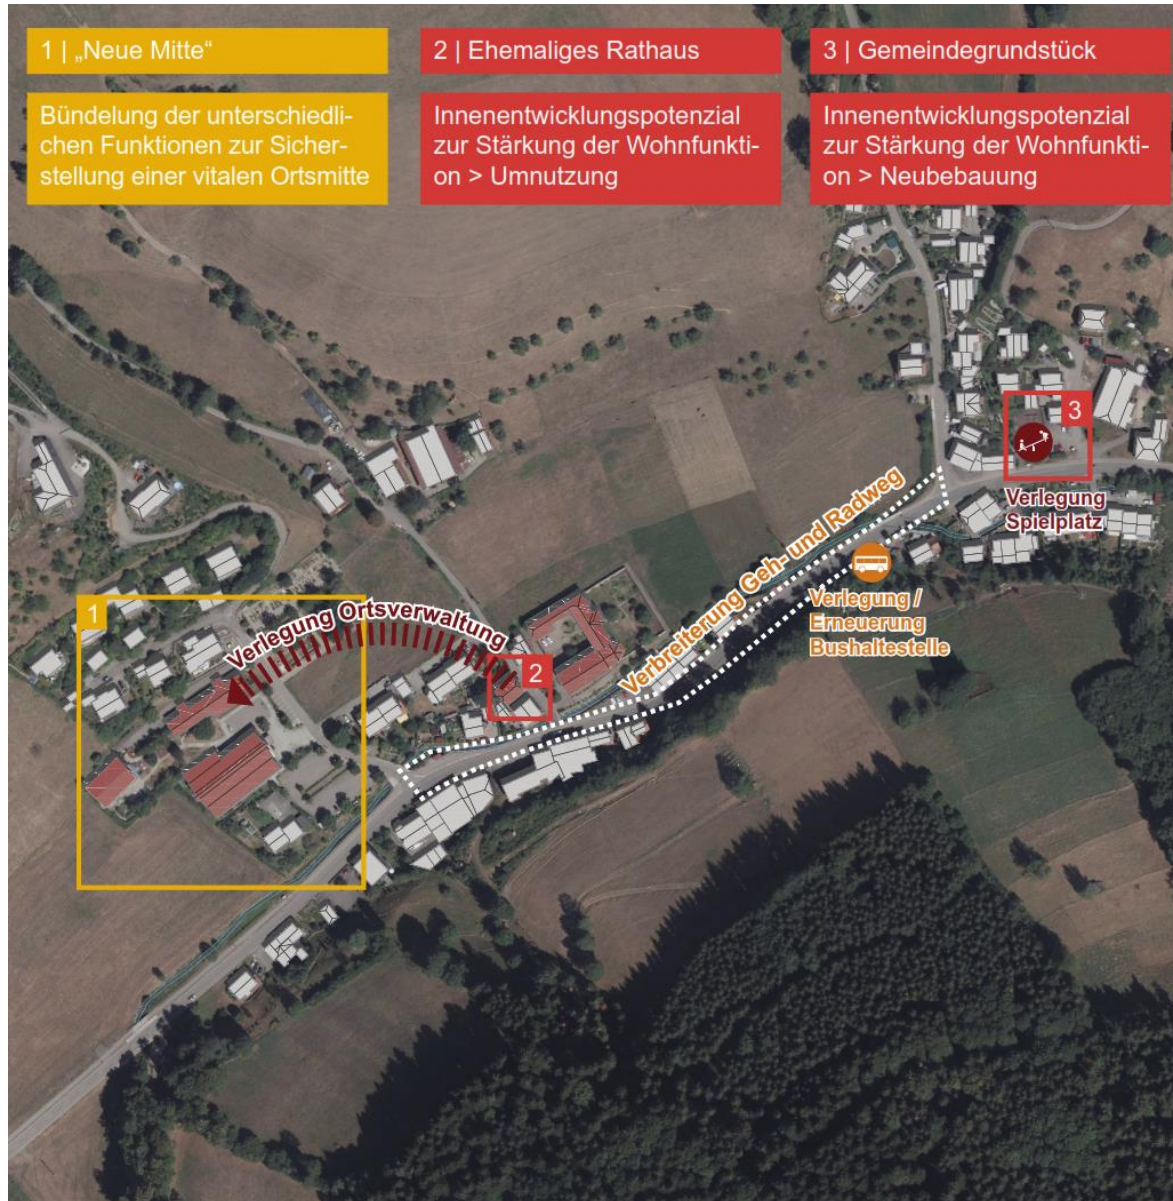 1 | „Neue Mitte“
Bündelung der unterschiedli-
chen Funktionen zur Sicher-
stellung einer vitalen Ortsmitte
2 | Ehemaliges Rathaus
Innenentwicklungspotenzial
zur Stärkung der Wohnfunkti-
on > Umnutzung
3 | Gemeindegrundstück
Innenentwicklungspotenzial
zur Stärkung der Wohnfunkti-
on > Neubebauung
3
Verlegung
Spielplatz
Verbreiterung Geh- und Radweg
Verlegung /
Erneuerung
Bushaltestelle
1
Verlegung Ortsverwaltung
2